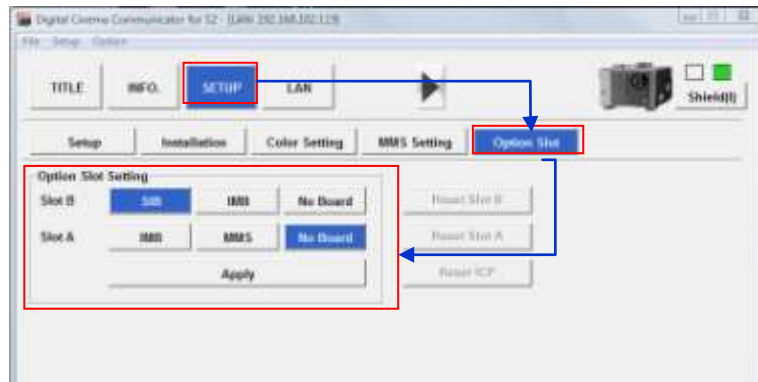 Digital Cinema Communicator for S2 - [LAN 192.168.102.119]
File Setup Option
TITLE INFO. SETUP LAN Shield(I)
Setup Installation Color Setting MMS Setting Option Slot
Option Slot Setting
Slot B SIB IMB No Board Reset Slot B
Slot A IMB MMS No Board Reset Slot A
Apply Reset ICP